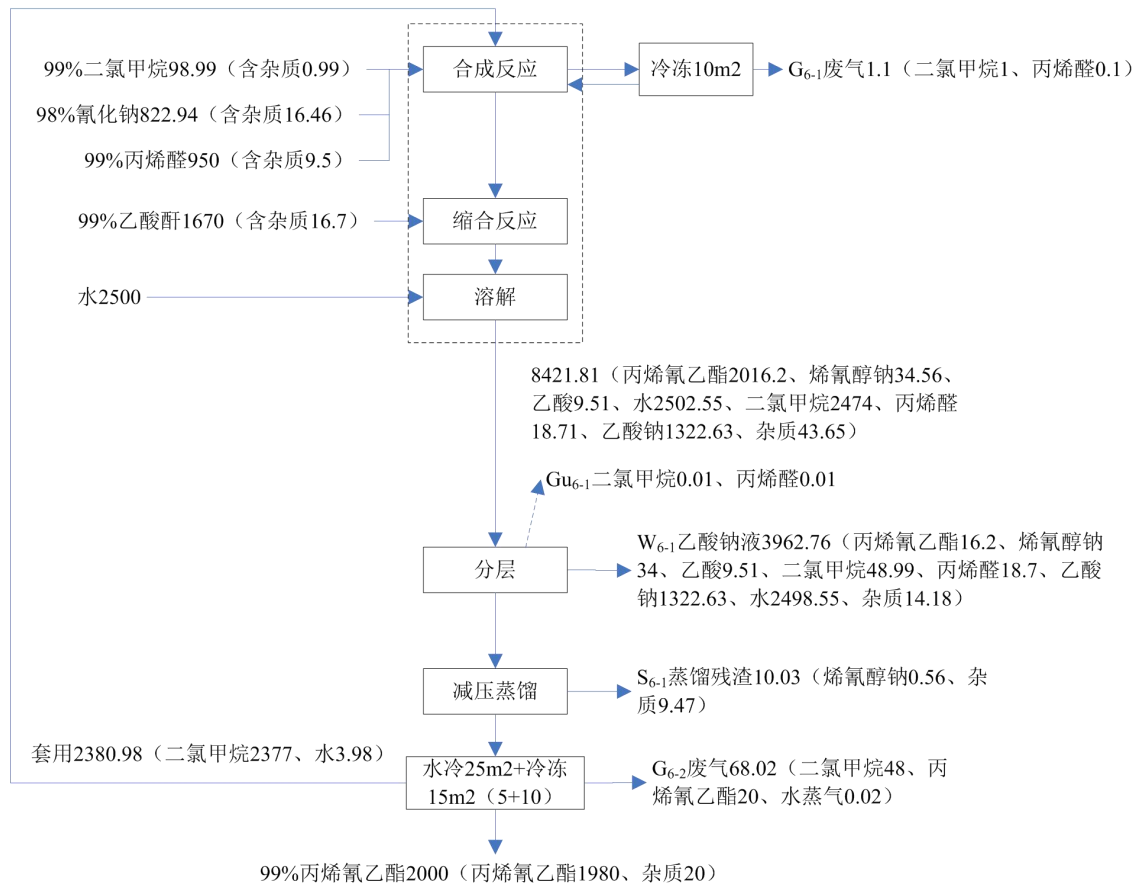 99%二氯甲烷98.99（含杂质0.99）
合成反应
冷冻10m2
G6-1废气1.1（二氯甲烷1、丙烯醛0.1）
98%氰化钠822.94（含杂质16.46）
99%丙烯醛950（含杂质9.5）
99%乙酸酐1670（含杂质16.7）
缩合反应
水2500
溶解
8421.81（丙烯氰乙酯2016.2、烯氰醇钠34.56、
乙酸9.51、水2502.55、二氯甲烷2474、丙烯醛
18.71、乙酸钠1322.63、杂质43.65）
Gu6-1二氯甲烷0.01、丙烯醛0.01
分层
W6-1乙酸钠液3962.76（丙烯氰乙酯16.2、烯氰醇钠
34、乙酸9.51、二氯甲烷48.99、丙烯醛18.7、乙酸
钠1322.63、水2498.55、杂质14.18）
减压蒸馏
S6-1蒸馏残渣10.03（烯氰醇钠0.56、杂
质9.47）
套用2380.98（二氯甲烷2377、水3.98）
水冷25m2+冷冻
15m2（5+10）
G6-2废气68.02（二氯甲烷48、丙
烯氰乙酯20、水蒸气0.02）
99%丙烯氰乙酯2000（丙烯氰乙酯1980、杂质20）